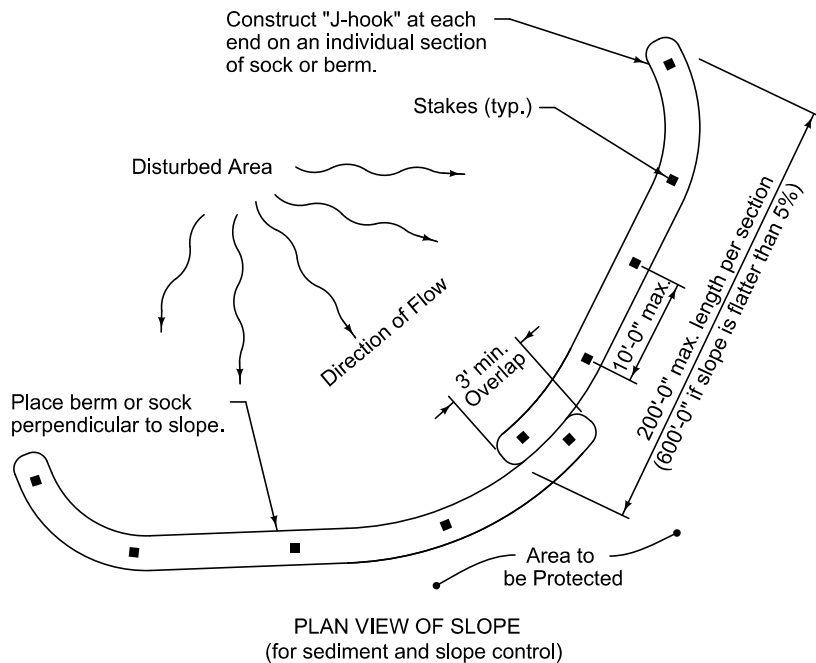 Construct "J-hook" at each
end on an individual section
of sock or berm.
Stakes (typ.)
Disturbed Area
Direction of Flow
200'-0" max. length per section
(600'-0" if slope is flatter than 5%)
10'-0" max.
3' min.
Overlap
Place berm or sock
perpendicular to slope.
Area to
be Protected
PLAN VIEW OF SLOPE
(for sediment and slope control)